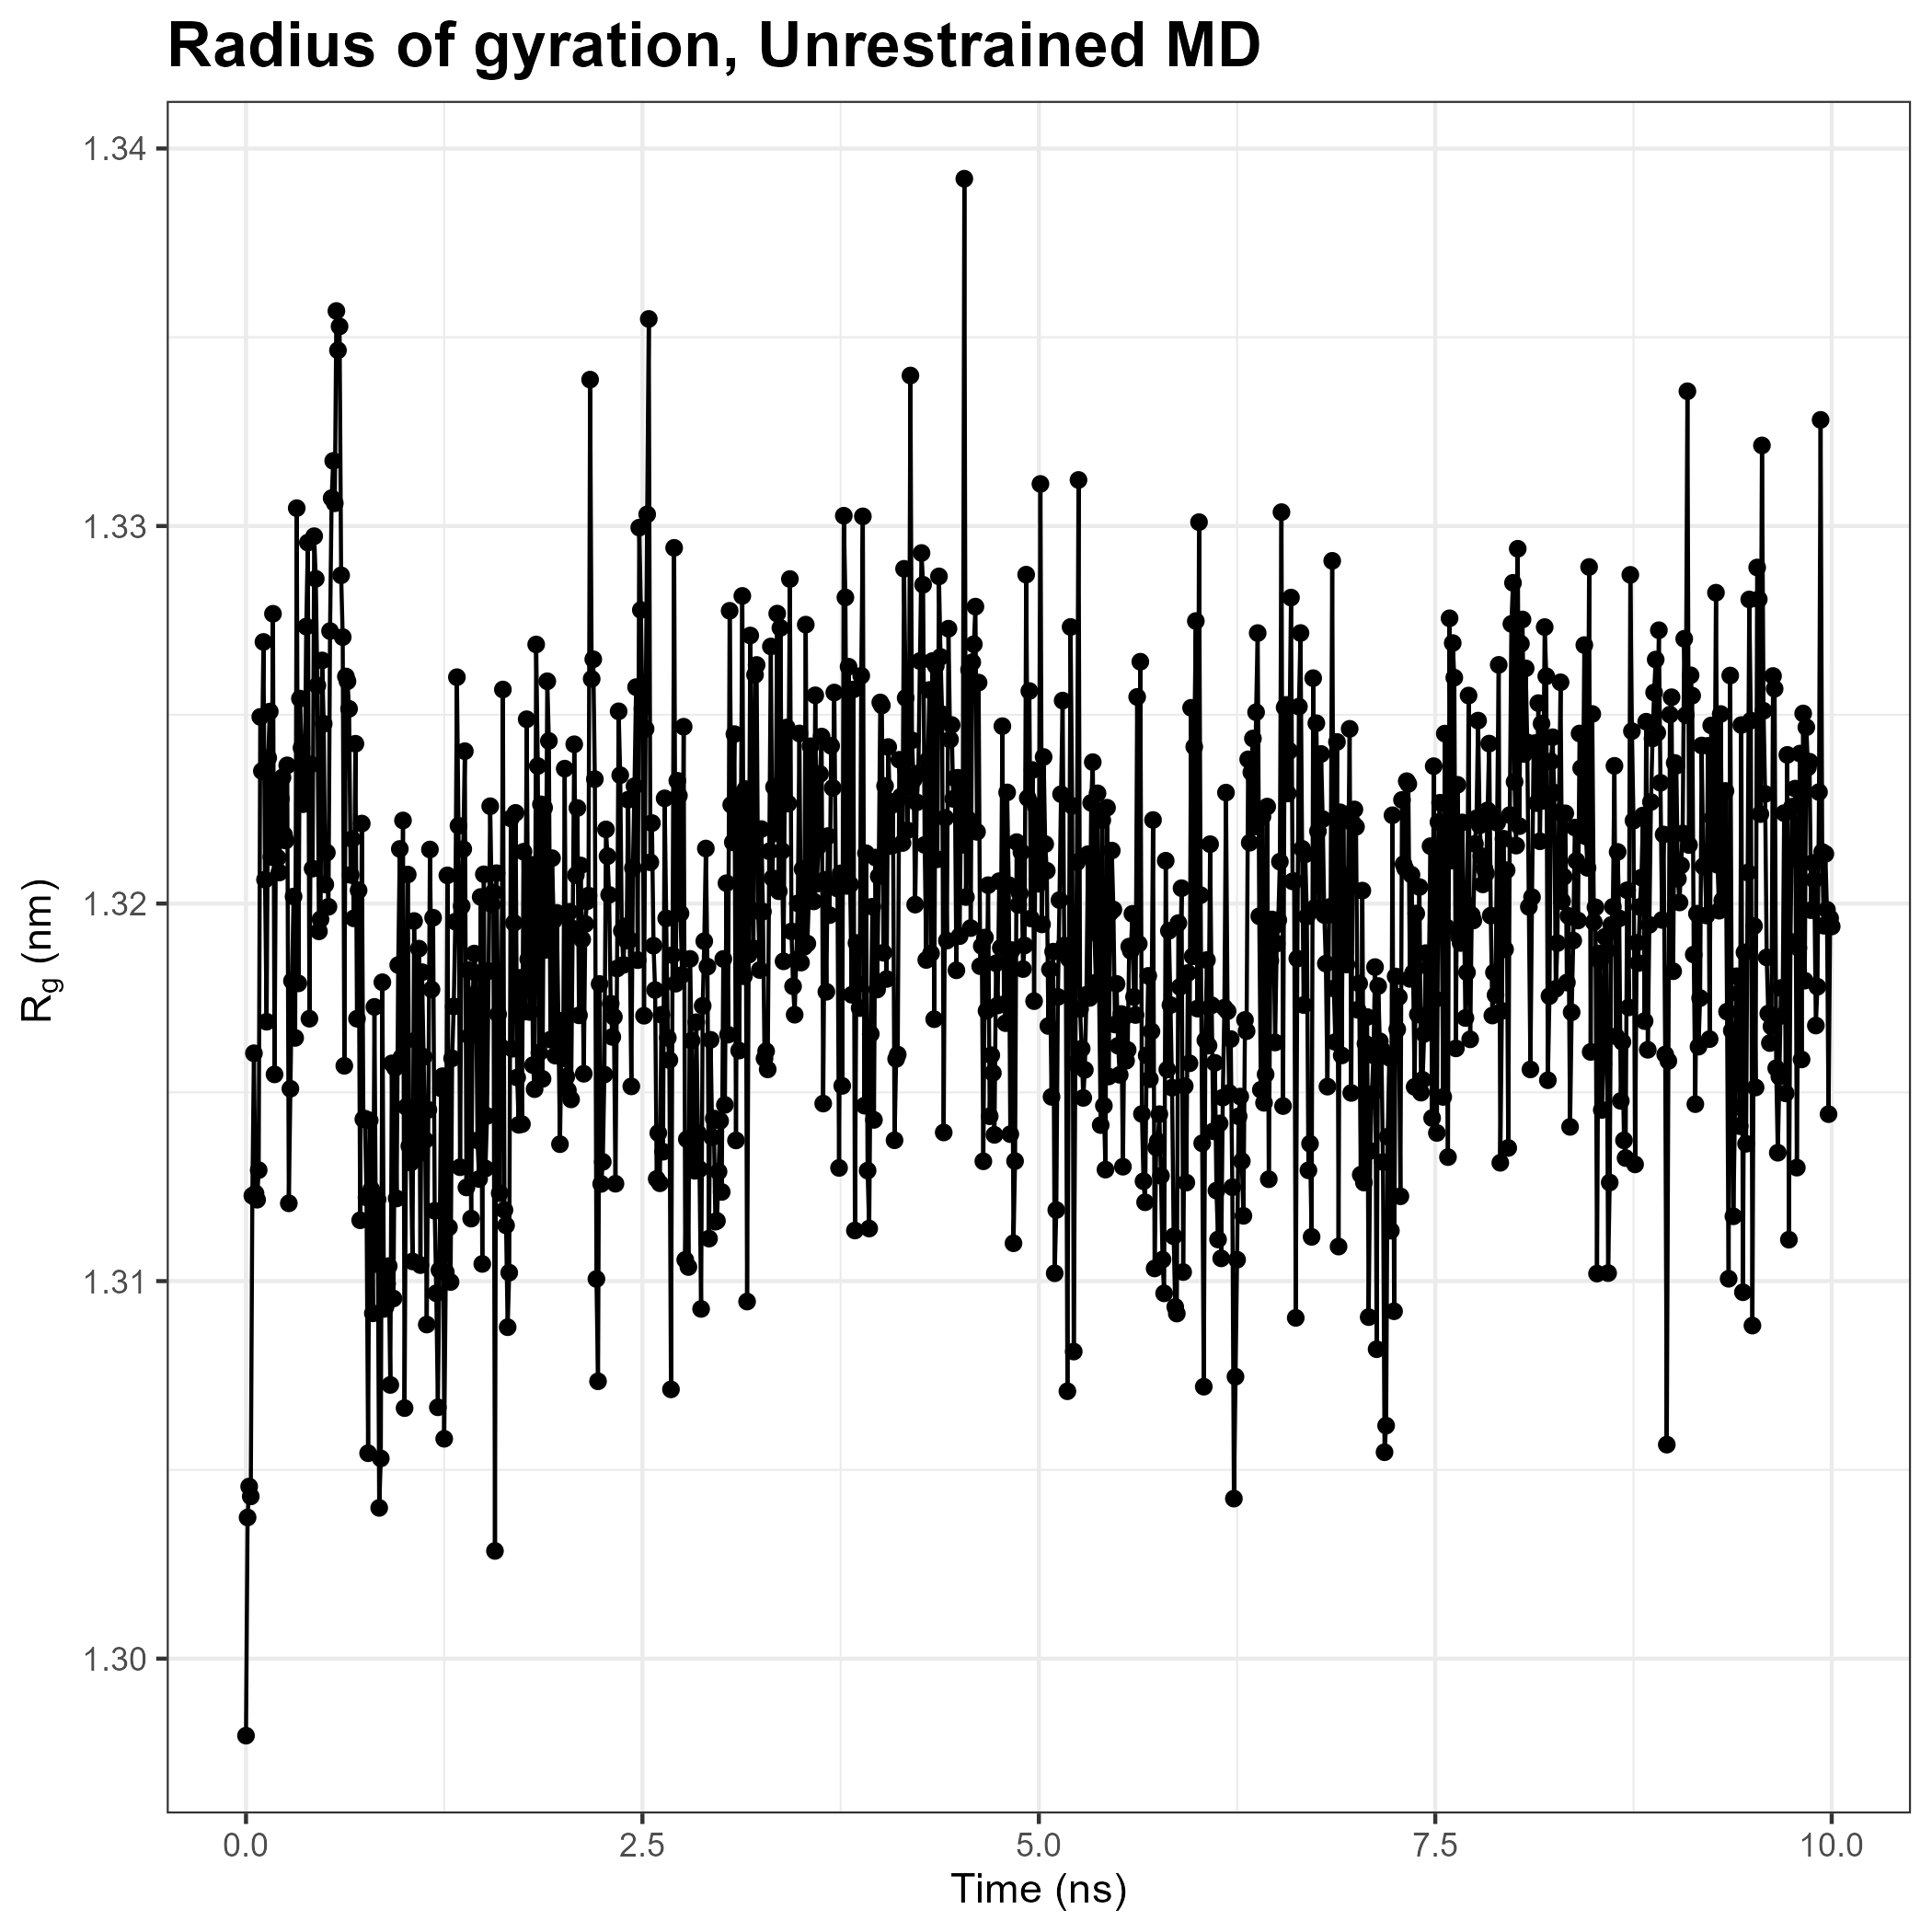 Radius of gyration, Unrestrained MD
1.34
1.33
1.32
1.31
1.30
Rg (nm)
0.0 2.5 5.0 7.5 10.0
Time (ns)